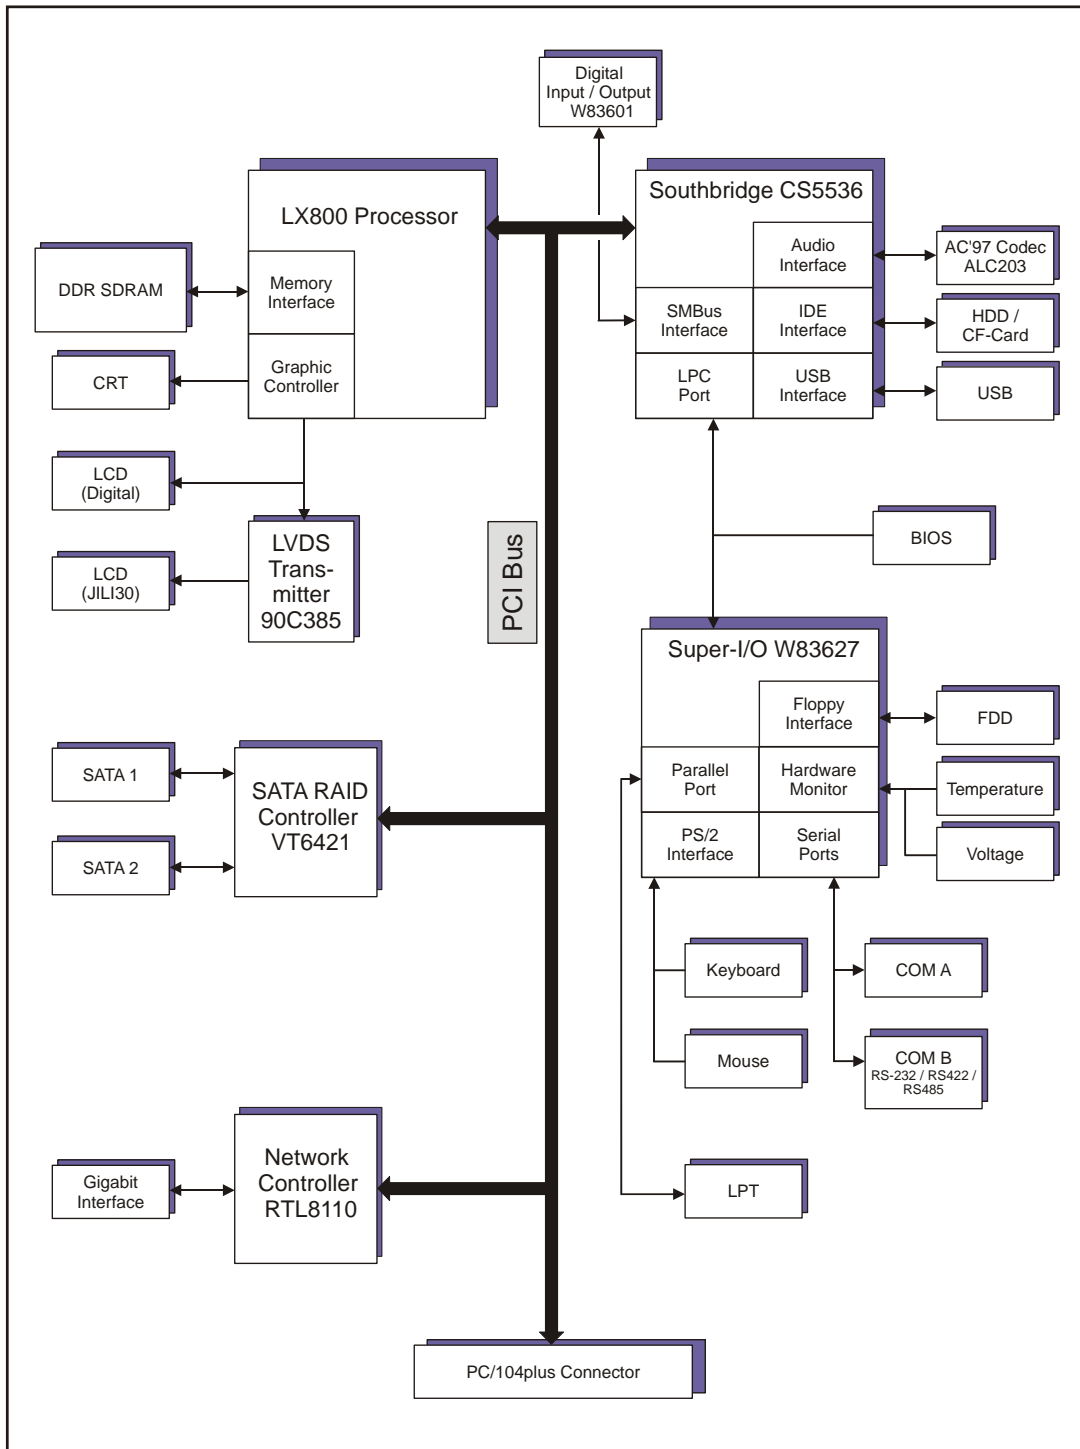 Digital
Input / Output
W83601
LX800 Processor
Memory
Interface
Graphic
Controller
DDR SDRAM
CRT
LCD
(Digital)
LCD
(JILI30)
LVDS
Trans-
mitter
90C385
Southbridge CS5536
Audio
Interface
SMBus
Interface
IDE
Interface
LPC
Port
USB
Interface
AC'97 Codec
ALC203
HDD /
CF-Card
USB
BIOS
PCI Bus
Super-I/O W83627
Floppy
Interface
Parallel
Port
Hardware
Monitor
PS/2
Interface
Serial
Ports
FDD
Temperature
Voltage
SATA 1
SATA 2
SATA RAID
Controller
VT6421
Keyboard
Mouse
COM A
COM B
RS-232 / RS422 /
RS485
LPT
Gigabit
Interface
Network
Controller
RTL8110
PC/104plus Connector